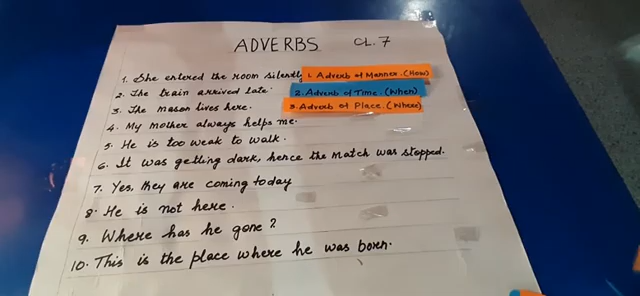 ADVERBS CL.7
1. She entered the room silently 1. Adverb of Manner. (How)
2. The train arrived late. 2. Adverb of Time. (When)
3. The mason lives here. 3. Adverb of Place. (Where)
4. My mother always helps me.
5. He is too weak to walk.
6. It was getting dark, hence the match was stopped.
7. Yes, they are coming today
8. He is not here.
9. Where has he gone?
10. This is the place where he was born.